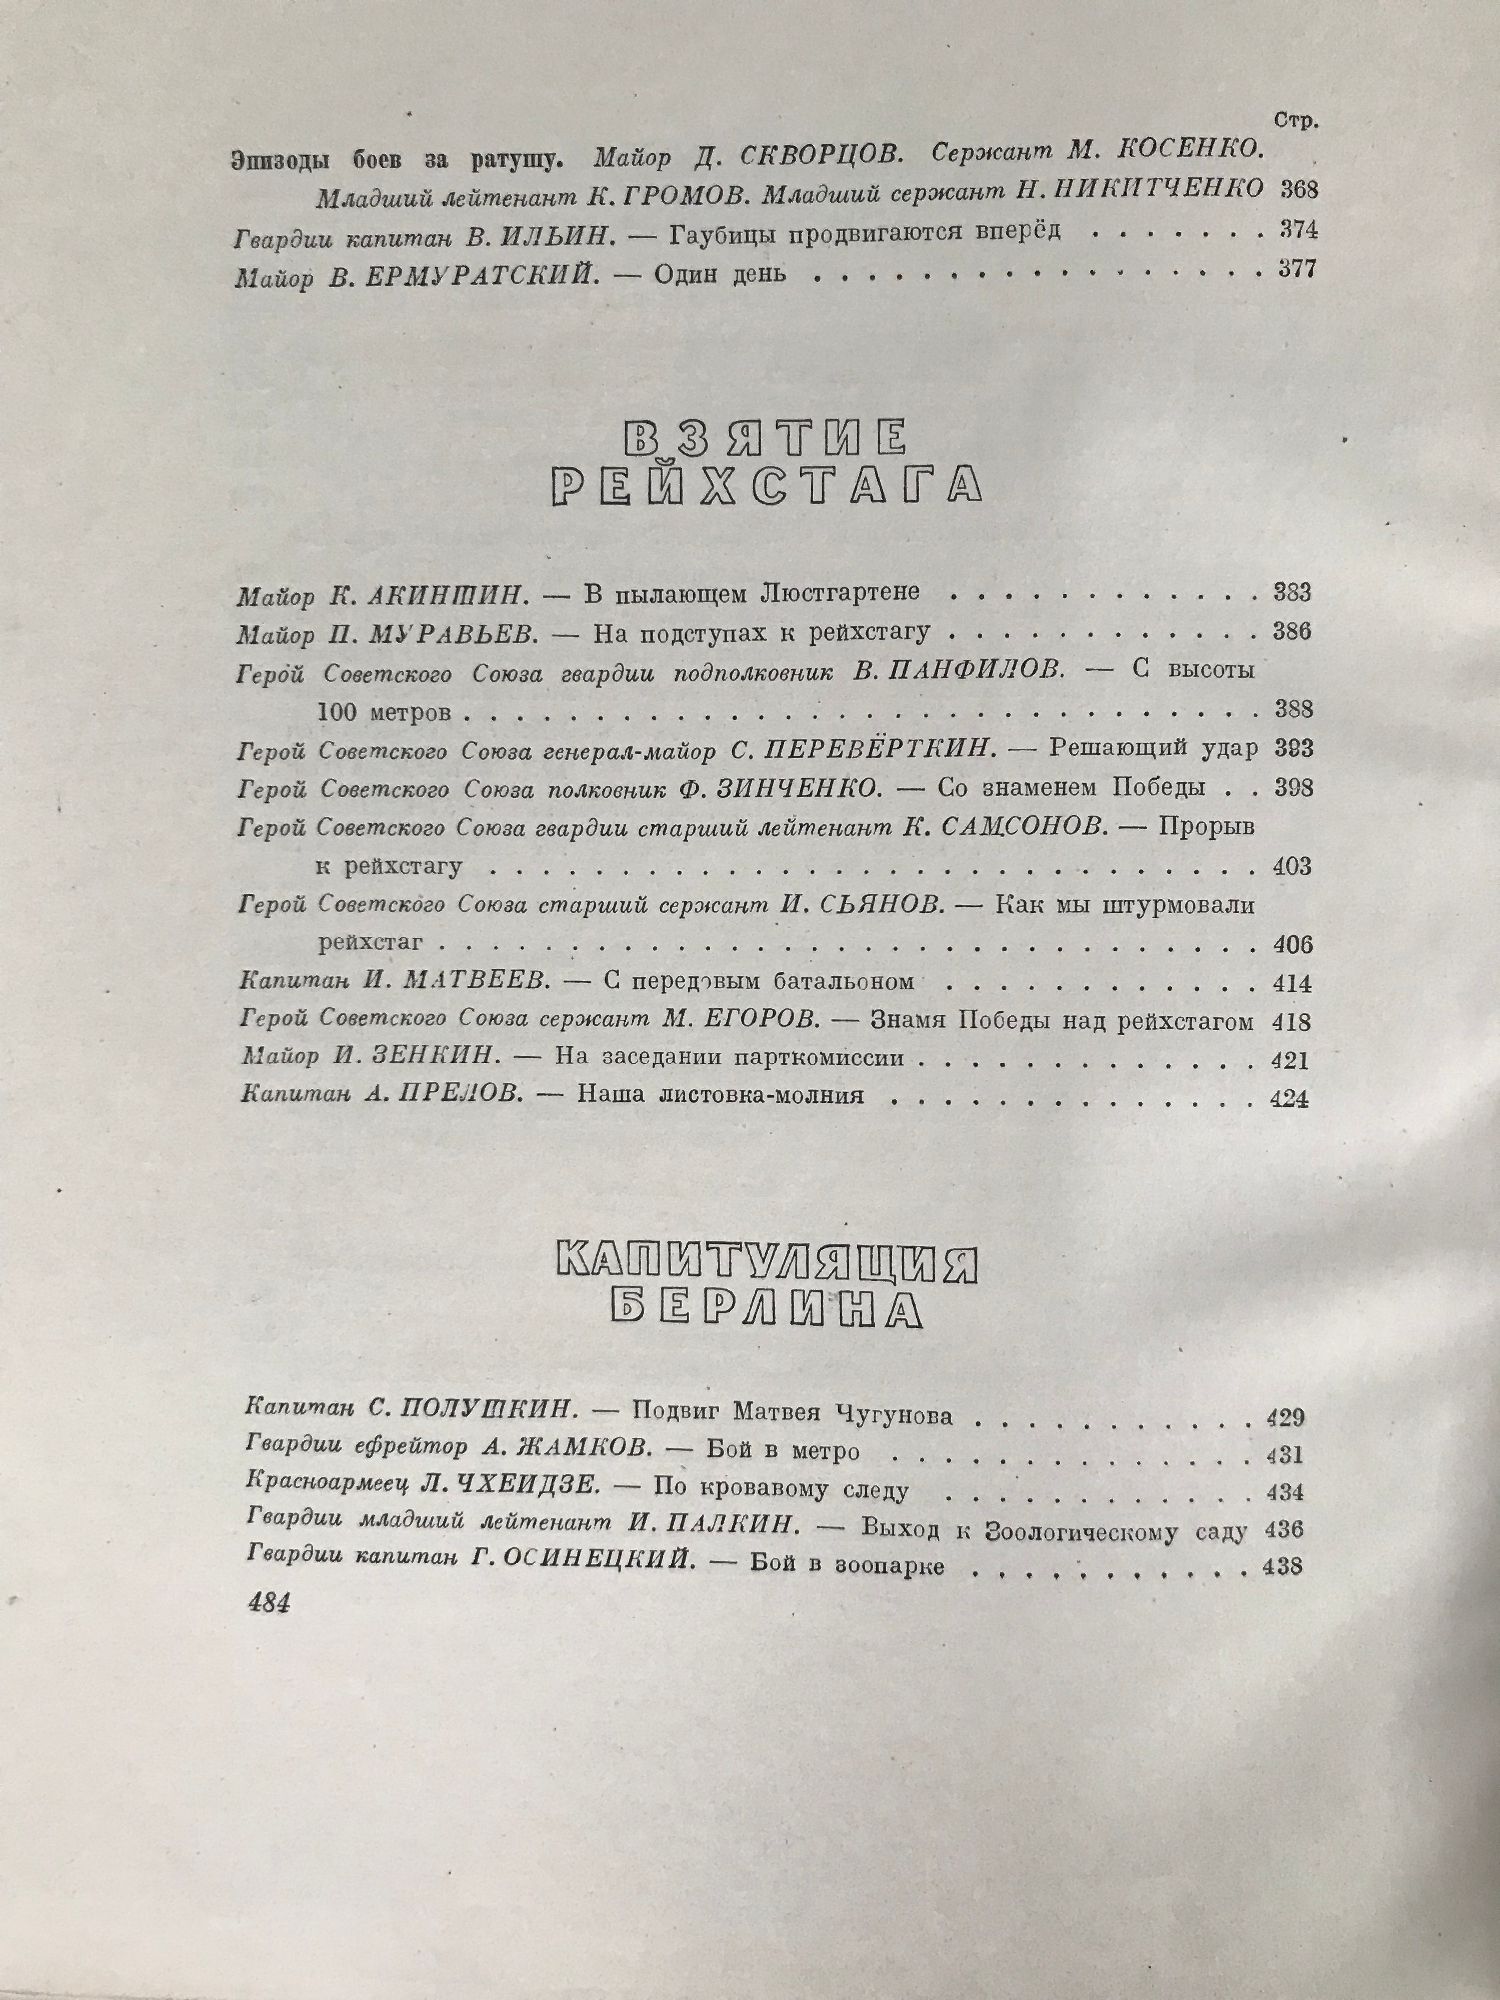 Стр.
Эпизоды боев за ратушу. Майор Д. СКВОРЦОВ. Сержант М. КОСЕНКО.
Младший лейтенант К. ГРОМОВ. Младший сержант Н. НИКИТЧЕНКО 368
Гвардии капитан В. ИЛЬИН. — Гаубицы продвигаются вперёд . . . . . . . 374
Майор В. ЕРМУРАТСКИЙ. — Один день . . . . . . . . . . . . . . . . . 377
ВЗЯТИЕ
РЕЙХСТАГА
Майор К. АКИНШИН. — В пылающем Люстгартене . . . . . . . . . . . . 383
Майор П. МУРАВЬЕВ. — На подступах к рейхстагу . . . . . . . . . . . . 386
Герой Советского Союза гвардии подполковник В. ПАНФИЛОВ. — С высоты
100 метров . . . . . . . . . . . . . . . . . . . . . . . . . . . . . . 388
Герой Советского Союза генерал-майор С. ПЕРЕВЁРТКИН. — Решающий удар 393
Герой Советского Союза полковник Ф. ЗИНЧЕНКО. — Со знаменем Победы . . 398
Герой Советского Союза гвардии старший лейтенант К. САМСОНОВ. — Прорыв
к рейхстагу . . . . . . . . . . . . . . . . . . . . . . . . . . . . . 403
Герой Советского Союза старший сержант И. СЬЯНОВ. — Как мы штурмовали
рейхстаг . . . . . . . . . . . . . . . . . . . . . . . . . . . . . . . 406
Капитан И. МАТВЕЕВ. — С передовым батальоном . . . . . . . . . . . . 414
Герой Советского Союза сержант М. ЕГОРОВ. — Знамя Победы над рейхстагом 418
Майор И. ЗЕНКИН. — На заседании парткомиссии . . . . . . . . . . . . . 421
Капитан А. ПРЕЛОВ. — Наша листовка-молния . . . . . . . . . . . . . . 424
КАПИТУЛЯЦИЯ
БЕРЛИНА
Капитан С. ПОЛУШКИН. — Подвиг Матвея Чугунова . . . . . . . . . . . 429
Гвардии ефрейтор А. ЖАМКОВ. — Бой в метро . . . . . . . . . . . . . . 431
Красноармеец Л. ЧХЕИДЗЕ. — По кровавому следу . . . . . . . . . . . . 434
Гвардии младший лейтенант И. ПАЛКИН. — Выход к Зоологическому саду 436
Гвардии капитан Г. ОСИНЕЦКИЙ. — Бой в зоопарке . . . . . . . . . . . 438
484